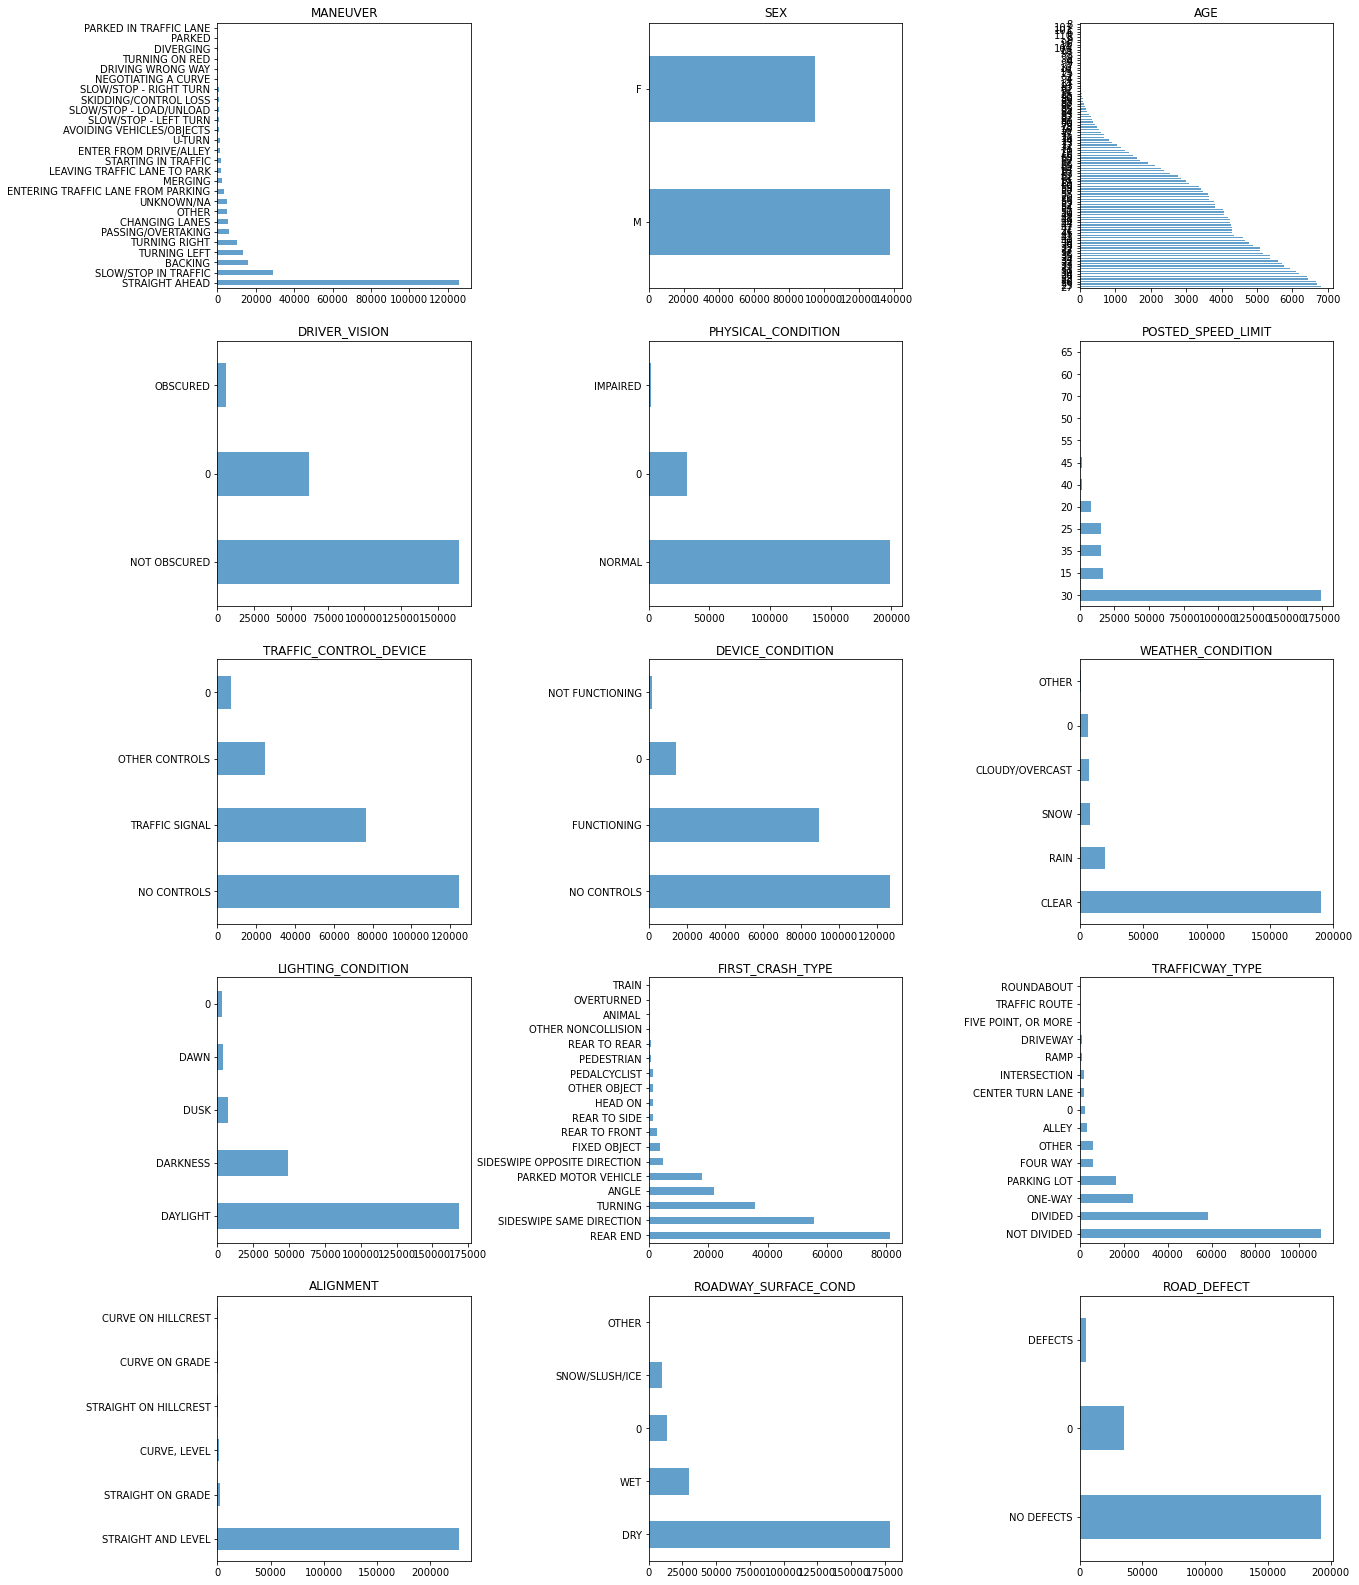 MANEUVER
PARKED IN TRAFFIC LANE
PARKED
DIVERGING
TURNING ON RED
DRIVING WRONG WAY
NEGOTIATING A CURVE
SLOW/STOP - RIGHT TURN
SKIDDING/CONTROL LOSS
SLOW/STOP - LOAD/UNLOAD
SLOW/STOP - LEFT TURN
AVOIDING VEHICLES/OBJECTS
U-TURN
ENTER FROM DRIVE/ALLEY
STARTING IN TRAFFIC
LEAVING TRAFFIC LANE TO PARK
MERGING
ENTERING TRAFFIC LANE FROM PARKING
UNKNOWN/NA
OTHER
CHANGING LANES
PASSING/OVERTAKING
TURNING RIGHT
TURNING LEFT
BACKING
SLOW/STOP IN TRAFFIC
STRAIGHT AHEAD
0 20000 40000 60000 80000 100000 120000
SEX
F
M
0 20000 40000 60000 80000 100000 120000 140000
AGE
0 1000 2000 3000 4000 5000 6000 7000
DRIVER_VISION
OBSCURED
0
NOT OBSCURED
0 25000 50000 75000 100000 125000 150000
PHYSICAL_CONDITION
IMPAIRED
0
NORMAL
0 50000 100000 150000 200000
POSTED_SPEED_LIMIT
65
60
70
50
55
45
40
20
25
35
15
30
0 25000 50000 75000 100000 125000 150000 175000
TRAFFIC_CONTROL_DEVICE
0
OTHER CONTROLS
TRAFFIC SIGNAL
NO CONTROLS
0 20000 40000 60000 80000 100000 120000
DEVICE_CONDITION
NOT FUNCTIONING
0
FUNCTIONING
NO CONTROLS
0 20000 40000 60000 80000 100000 120000
WEATHER_CONDITION
OTHER
0
CLOUDY/OVERCAST
SNOW
RAIN
CLEAR
0 50000 100000 150000 200000
LIGHTING_CONDITION
0
DAWN
DUSK
DARKNESS
DAYLIGHT
0 25000 50000 75000 100000 125000 150000 175000
FIRST_CRASH_TYPE
TRAIN
OVERTURNED
ANIMAL
OTHER NONCOLLISION
REAR TO REAR
PEDESTRIAN
PEDALCYCLIST
OTHER OBJECT
HEAD ON
REAR TO SIDE
REAR TO FRONT
FIXED OBJECT
SIDESWIPE OPPOSITE DIRECTION
PARKED MOTOR VEHICLE
ANGLE
TURNING
SIDESWIPE SAME DIRECTION
REAR END
0 20000 40000 60000 80000
TRAFFICWAY_TYPE
ROUNDABOUT
TRAFFIC ROUTE
FIVE POINT, OR MORE
DRIVEWAY
RAMP
INTERSECTION
CENTER TURN LANE
0
ALLEY
OTHER
FOUR WAY
PARKING LOT
ONE-WAY
DIVIDED
NOT DIVIDED
0 20000 40000 60000 80000 100000
ALIGNMENT
CURVE ON HILLCREST
CURVE ON GRADE
STRAIGHT ON HILLCREST
CURVE, LEVEL
STRAIGHT ON GRADE
STRAIGHT AND LEVEL
0 50000 100000 150000 200000
ROADWAY_SURFACE_COND
OTHER
SNOW/SLUSH/ICE
0
WET
DRY
0 25000 50000 75000 100000 125000 150000 175000
ROAD_DEFECT
DEFECTS
0
NO DEFECTS
0 50000 100000 150000 200000